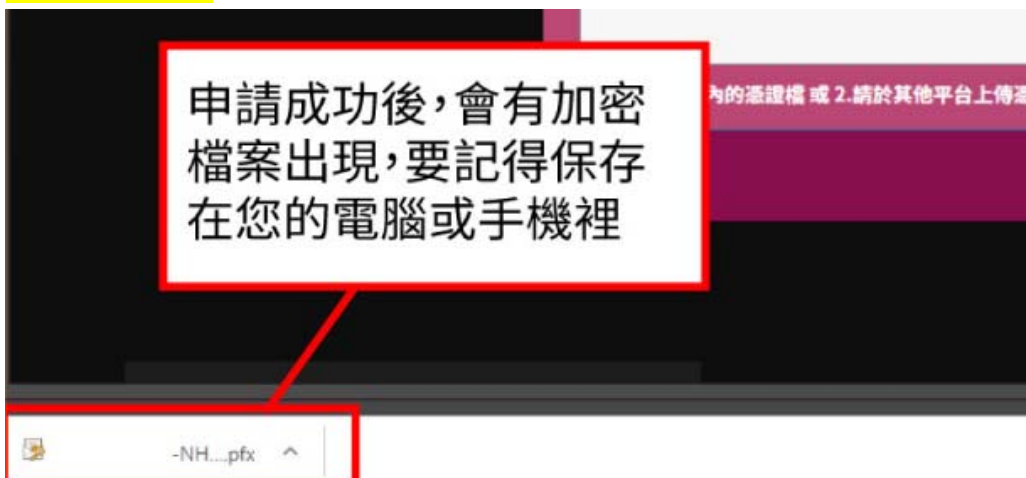 申請成功後，會有加密
檔案出現，要記得保存
在您的電腦或手機裡
內的憑證檔 或 2.請於其他平台上傳憑
-NH....pfx